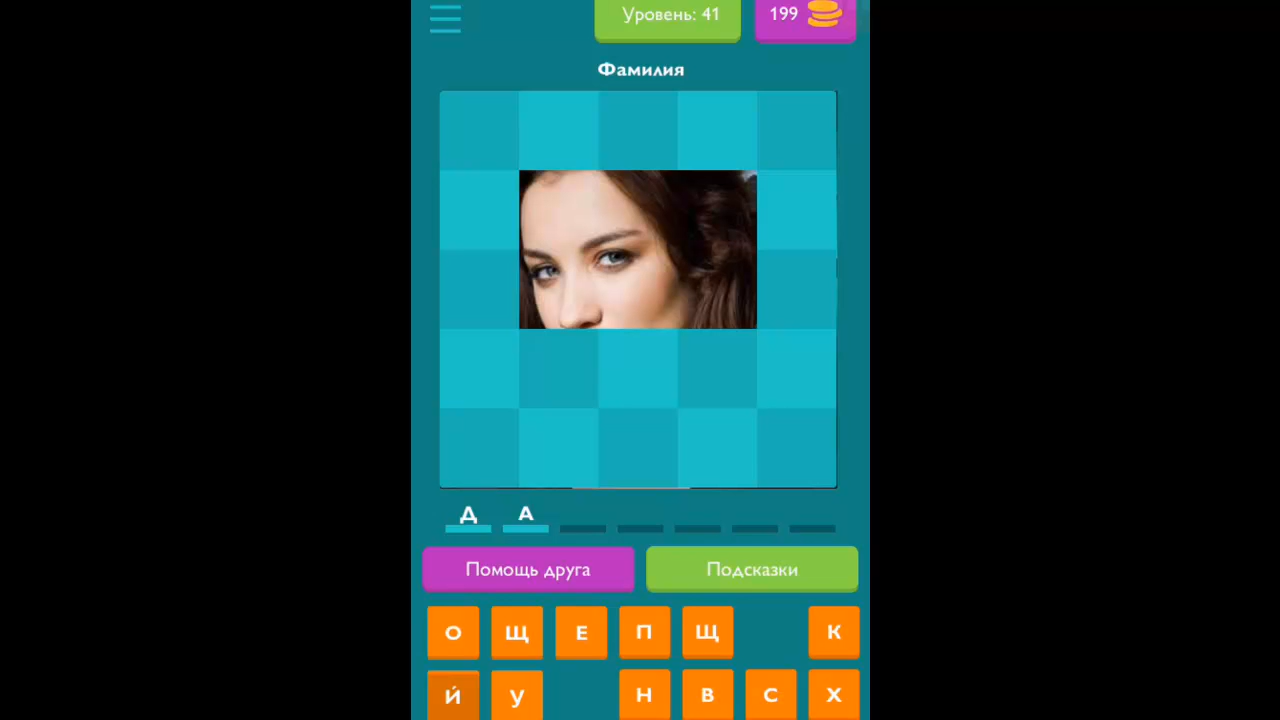 Уровень: 41 199
Фамилия
Д А
Помощь друга Подсказки
О Щ Е П Щ К
Й У Н В С Х